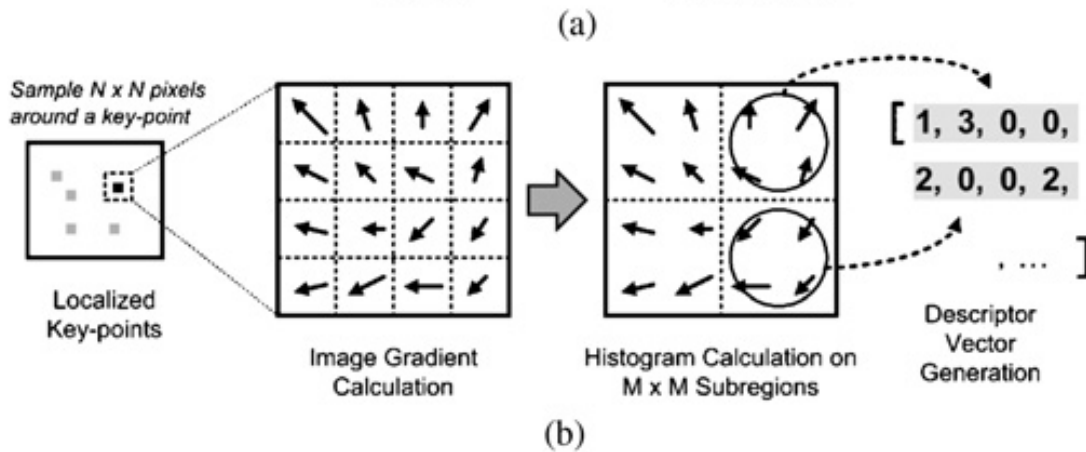 (a)
Sample N x N pixels
around a key-point
[ 1, 3, 0, 0,
2, 0, 0, 2,
, ... ]
Localized
Key-points
Image Gradient
Calculation
Histogram Calculation on
M x M Subregions
Descriptor
Vector
Generation
(b)